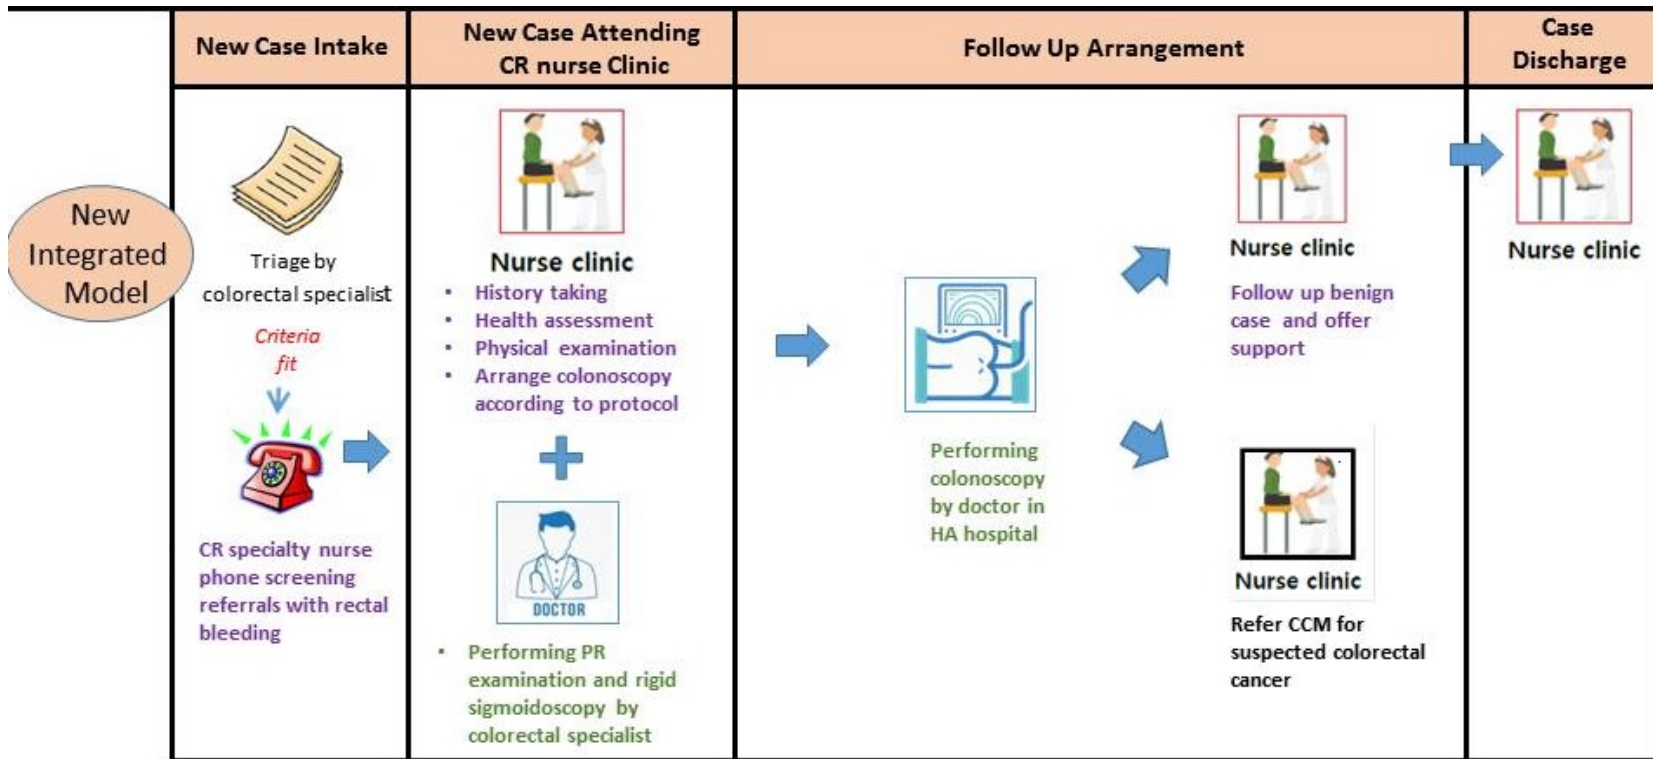 New Case Intake
New Case Attending
CR nurse Clinic
Follow Up Arrangement
Case
Discharge
New
Integrated
Model
Triage by
colorectal specialist
Criteria
fit
CR specialty nurse
phone screening
referrals with rectal
bleeding
Nurse clinic
• History taking
• Health assessment
• Physical examination
• Arrange colonoscopy
according to protocol
DOCTOR
• Performing PR
examination and rigid
sigmoidoscopy by
colorectal specialist
Performing
colonoscopy
by doctor in
HA hospital
Nurse clinic
Follow up benign
case and offer
support
Nurse clinic
Refer CCM for
suspected colorectal
cancer
Nurse clinic